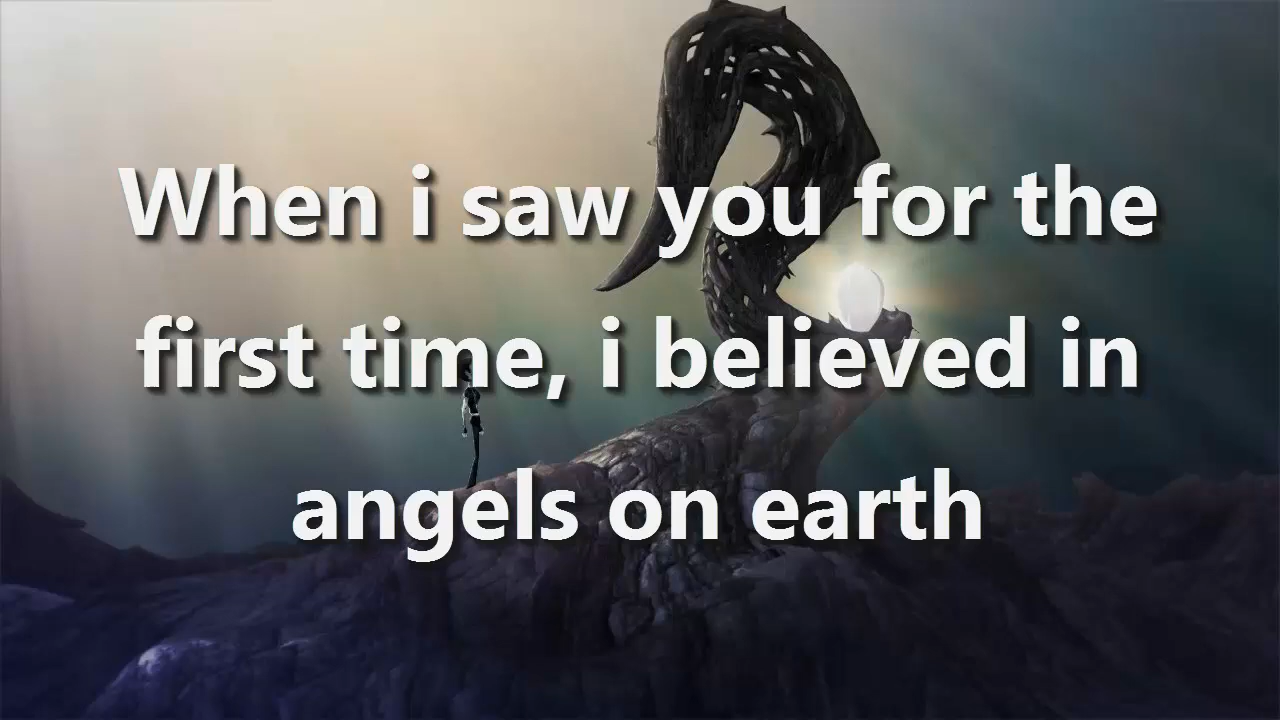 When i saw you for the
first time, i believed in
angels on earth